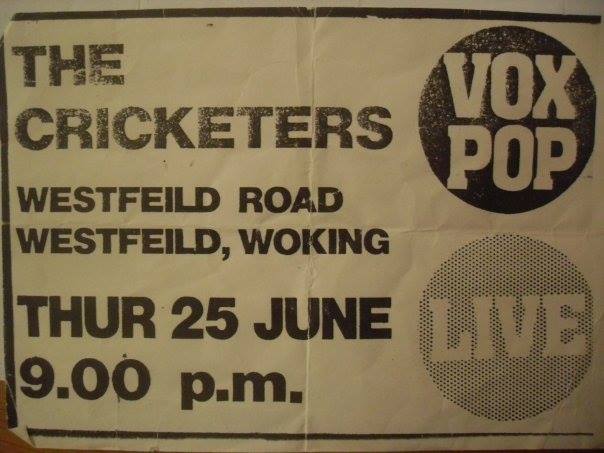 THE
CRICKETERS
WESTFEILD ROAD
WESTFEILD, WOKING
THUR 25 JUNE
9.00 p.m.
VOX
POP
LIVE